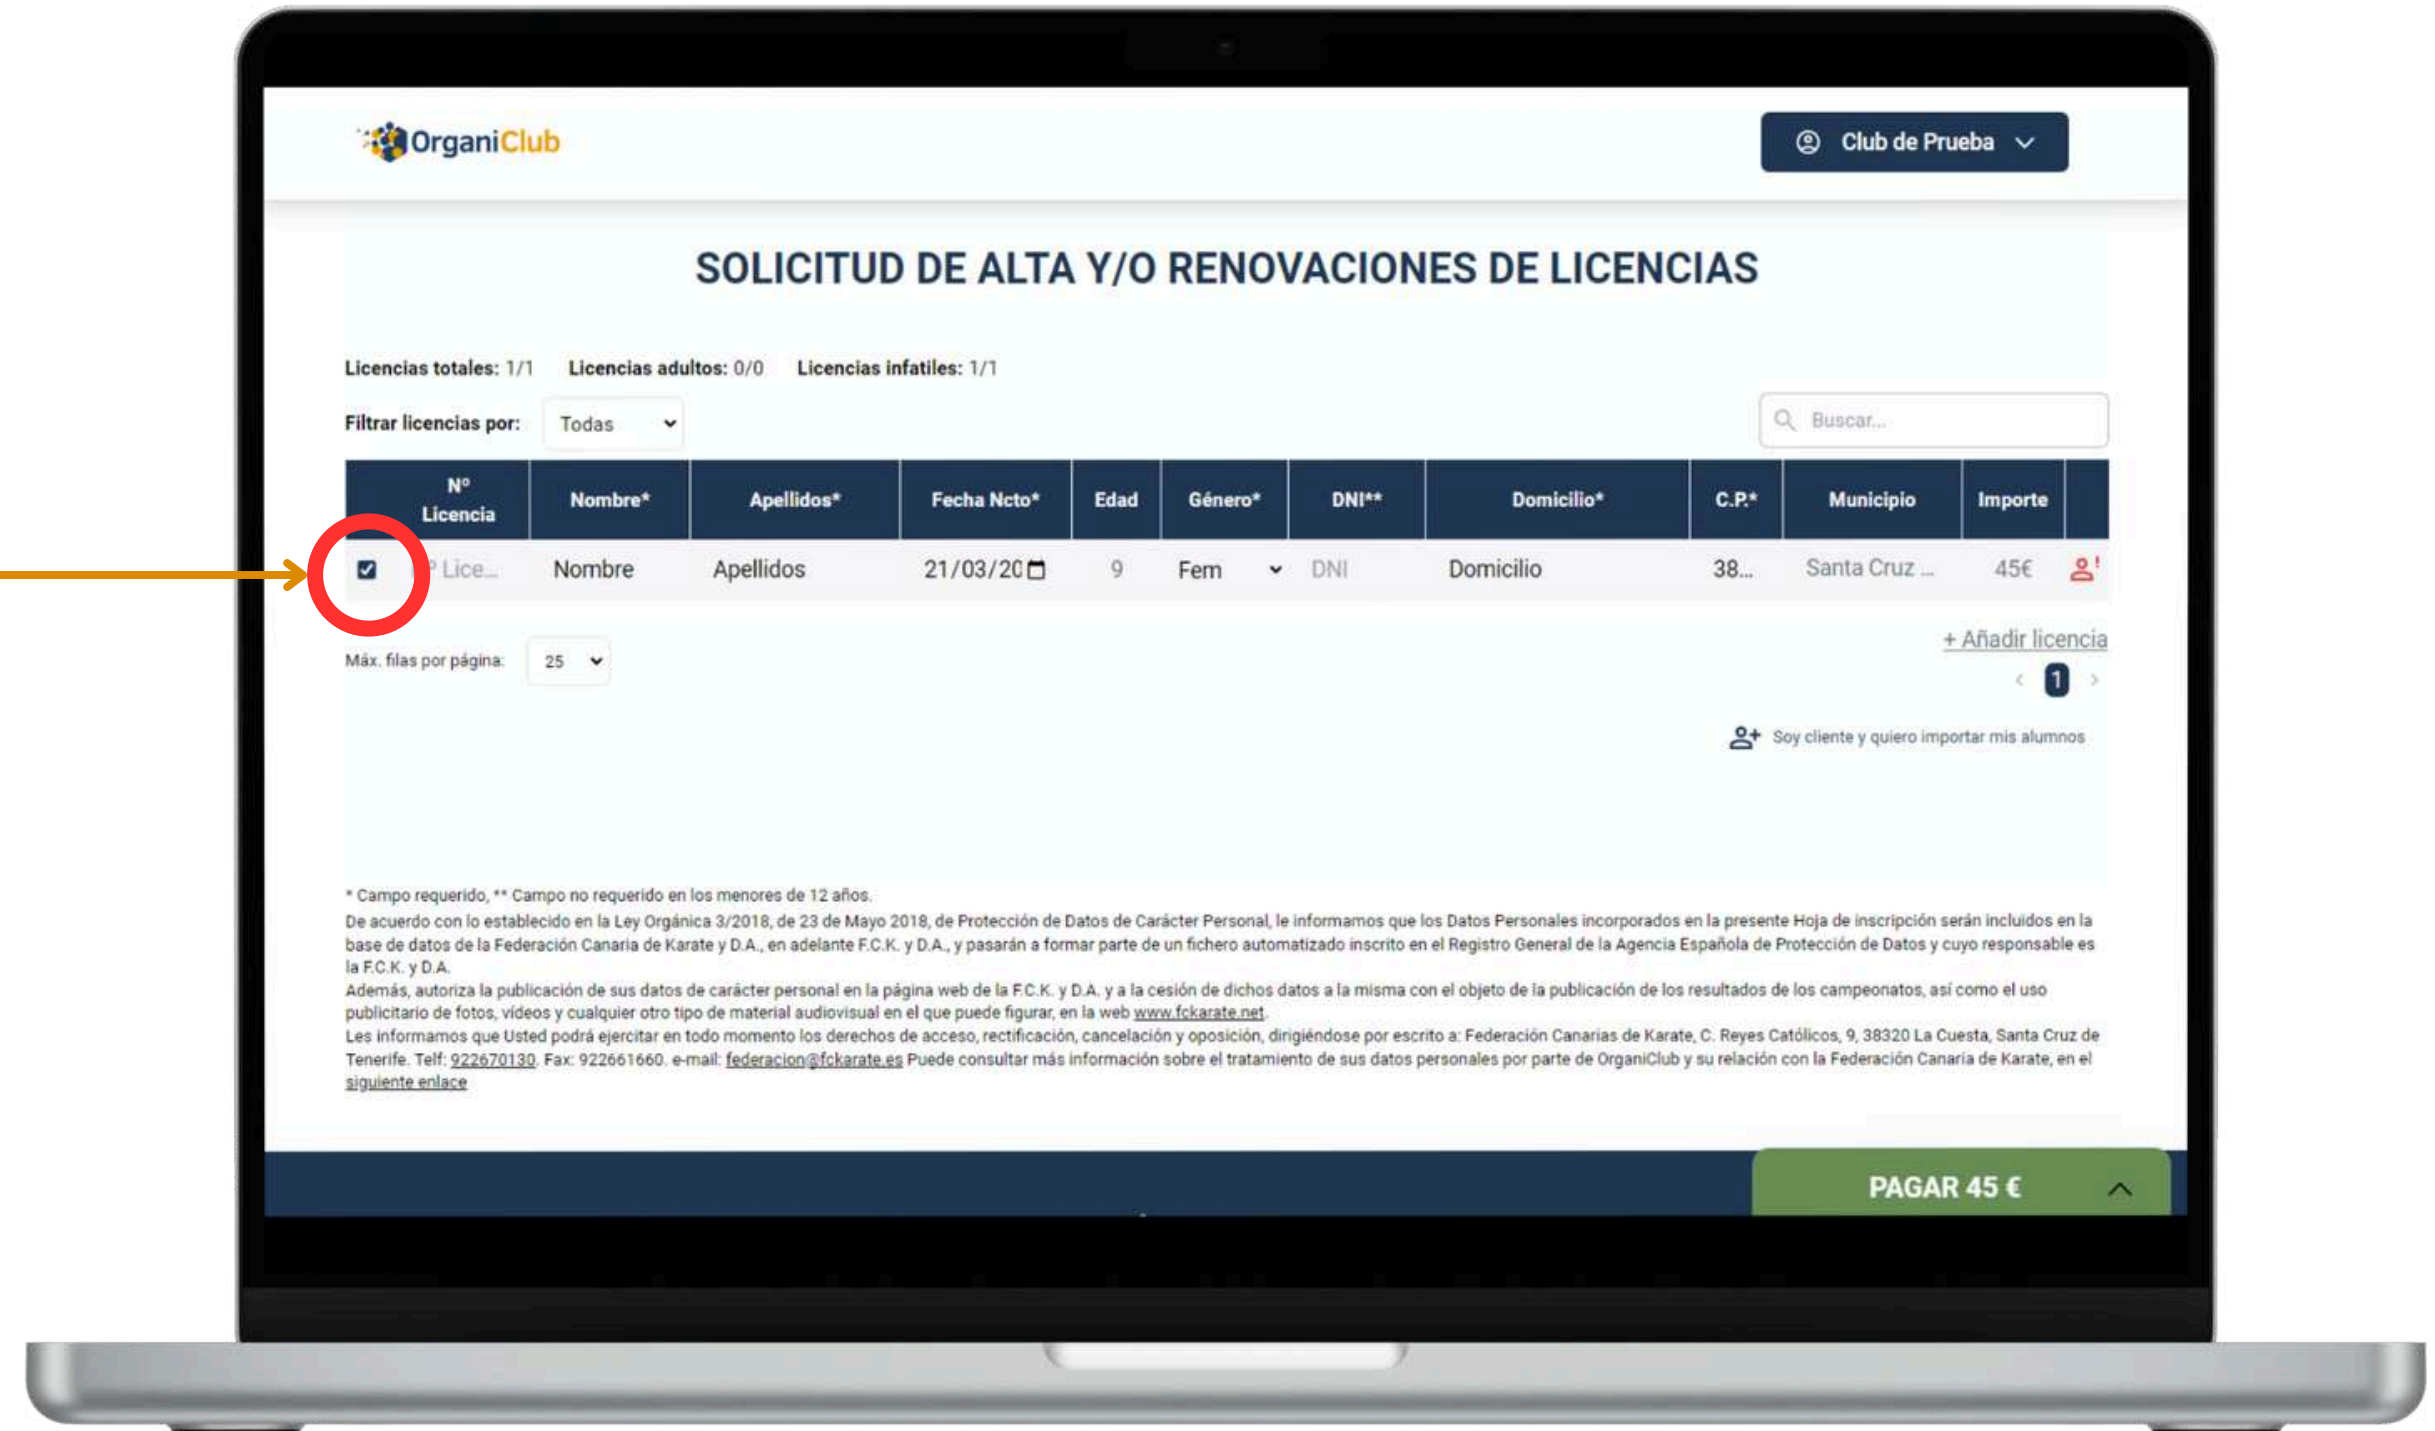 OrganiClub
Club de Prueba
SOLICITUD DE ALTA Y/O RENOVACIONES DE LICENCIAS
Licencias totales: 1/1 Licencias adultos: 0/0 Licencias infatiles: 1/1
Filtrar licencias por: Todas
Buscar...
Nº Licencia Nombre* Apellidos* Fecha Ncto* Edad Género* DNI** Domicilio* C.P.* Municipio Importe
º Lice... Nombre Apellidos 21/03/20 9 Fem DNI Domicilio 38... Santa Cruz ... 45€
+ Añadir licencia
Máx. filas por página: 25
< 1 >
Soy cliente y quiero importar mis alumnos
* Campo requerido, ** Campo no requerido en los menores de 12 años.
De acuerdo con lo establecido en la Ley Orgánica 3/2018, de 23 de Mayo 2018, de Protección de Datos de Carácter Personal, le informamos que los Datos Personales incorporados en la presente Hoja de inscripción serán incluidos en la
base de datos de la Federación Canaria de Karate y D.A., en adelante F.C.K. y D.A., y pasarán a formar parte de un fichero automatizado inscrito en el Registro General de la Agencia Española de Protección de Datos y cuyo responsable es
la F.C.K. y D.A.
Además, autoriza la publicación de sus datos de carácter personal en la página web de la F.C.K. y D.A. y a la cesión de dichos datos a la misma con el objeto de la publicación de los resultados de los campeonatos, así como el uso
publicitario de fotos, vídeos y cualquier otro tipo de material audiovisual en el que puede figurar, en la web www.fckarate.net.
Les informamos que Usted podrá ejercitar en todo momento los derechos de acceso, rectificación, cancelación y oposición, dirigiéndose por escrito a: Federación Canarias de Karate, C. Reyes Católicos, 9, 38320 La Cuesta, Santa Cruz de
Tenerife. Telf: 922670130. Fax: 922661660. e-mail: federacion@fckarate.es Puede consultar más información sobre el tratamiento de sus datos personales por parte de OrganiClub y su relación con la Federación Canaria de Karate, en el
siguiente enlace
PAGAR 45 €